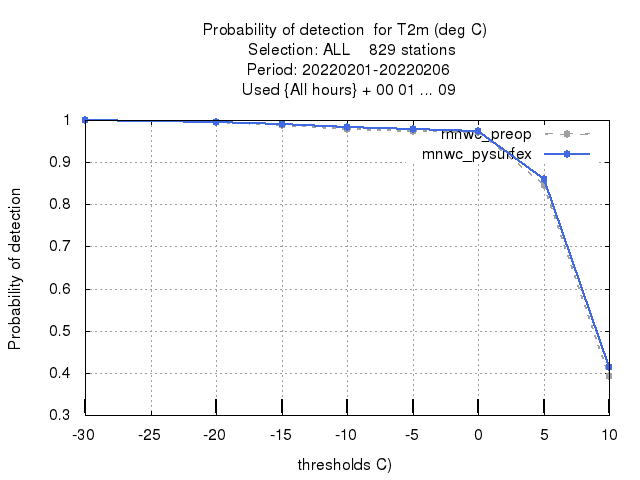 Probability of detection  for T2m (deg C)
Selection: ALL    829 stations
Period: 20220201-20220206
Used {All hours} + 00 01 ... 09
mnwc_preop
mnwc_pysurfex
Probability of detection
1
0.9
0.8
0.7
0.6
0.5
0.4
0.3
-30 -25 -20 -15 -10 -5 0 5 10
thresholds C)